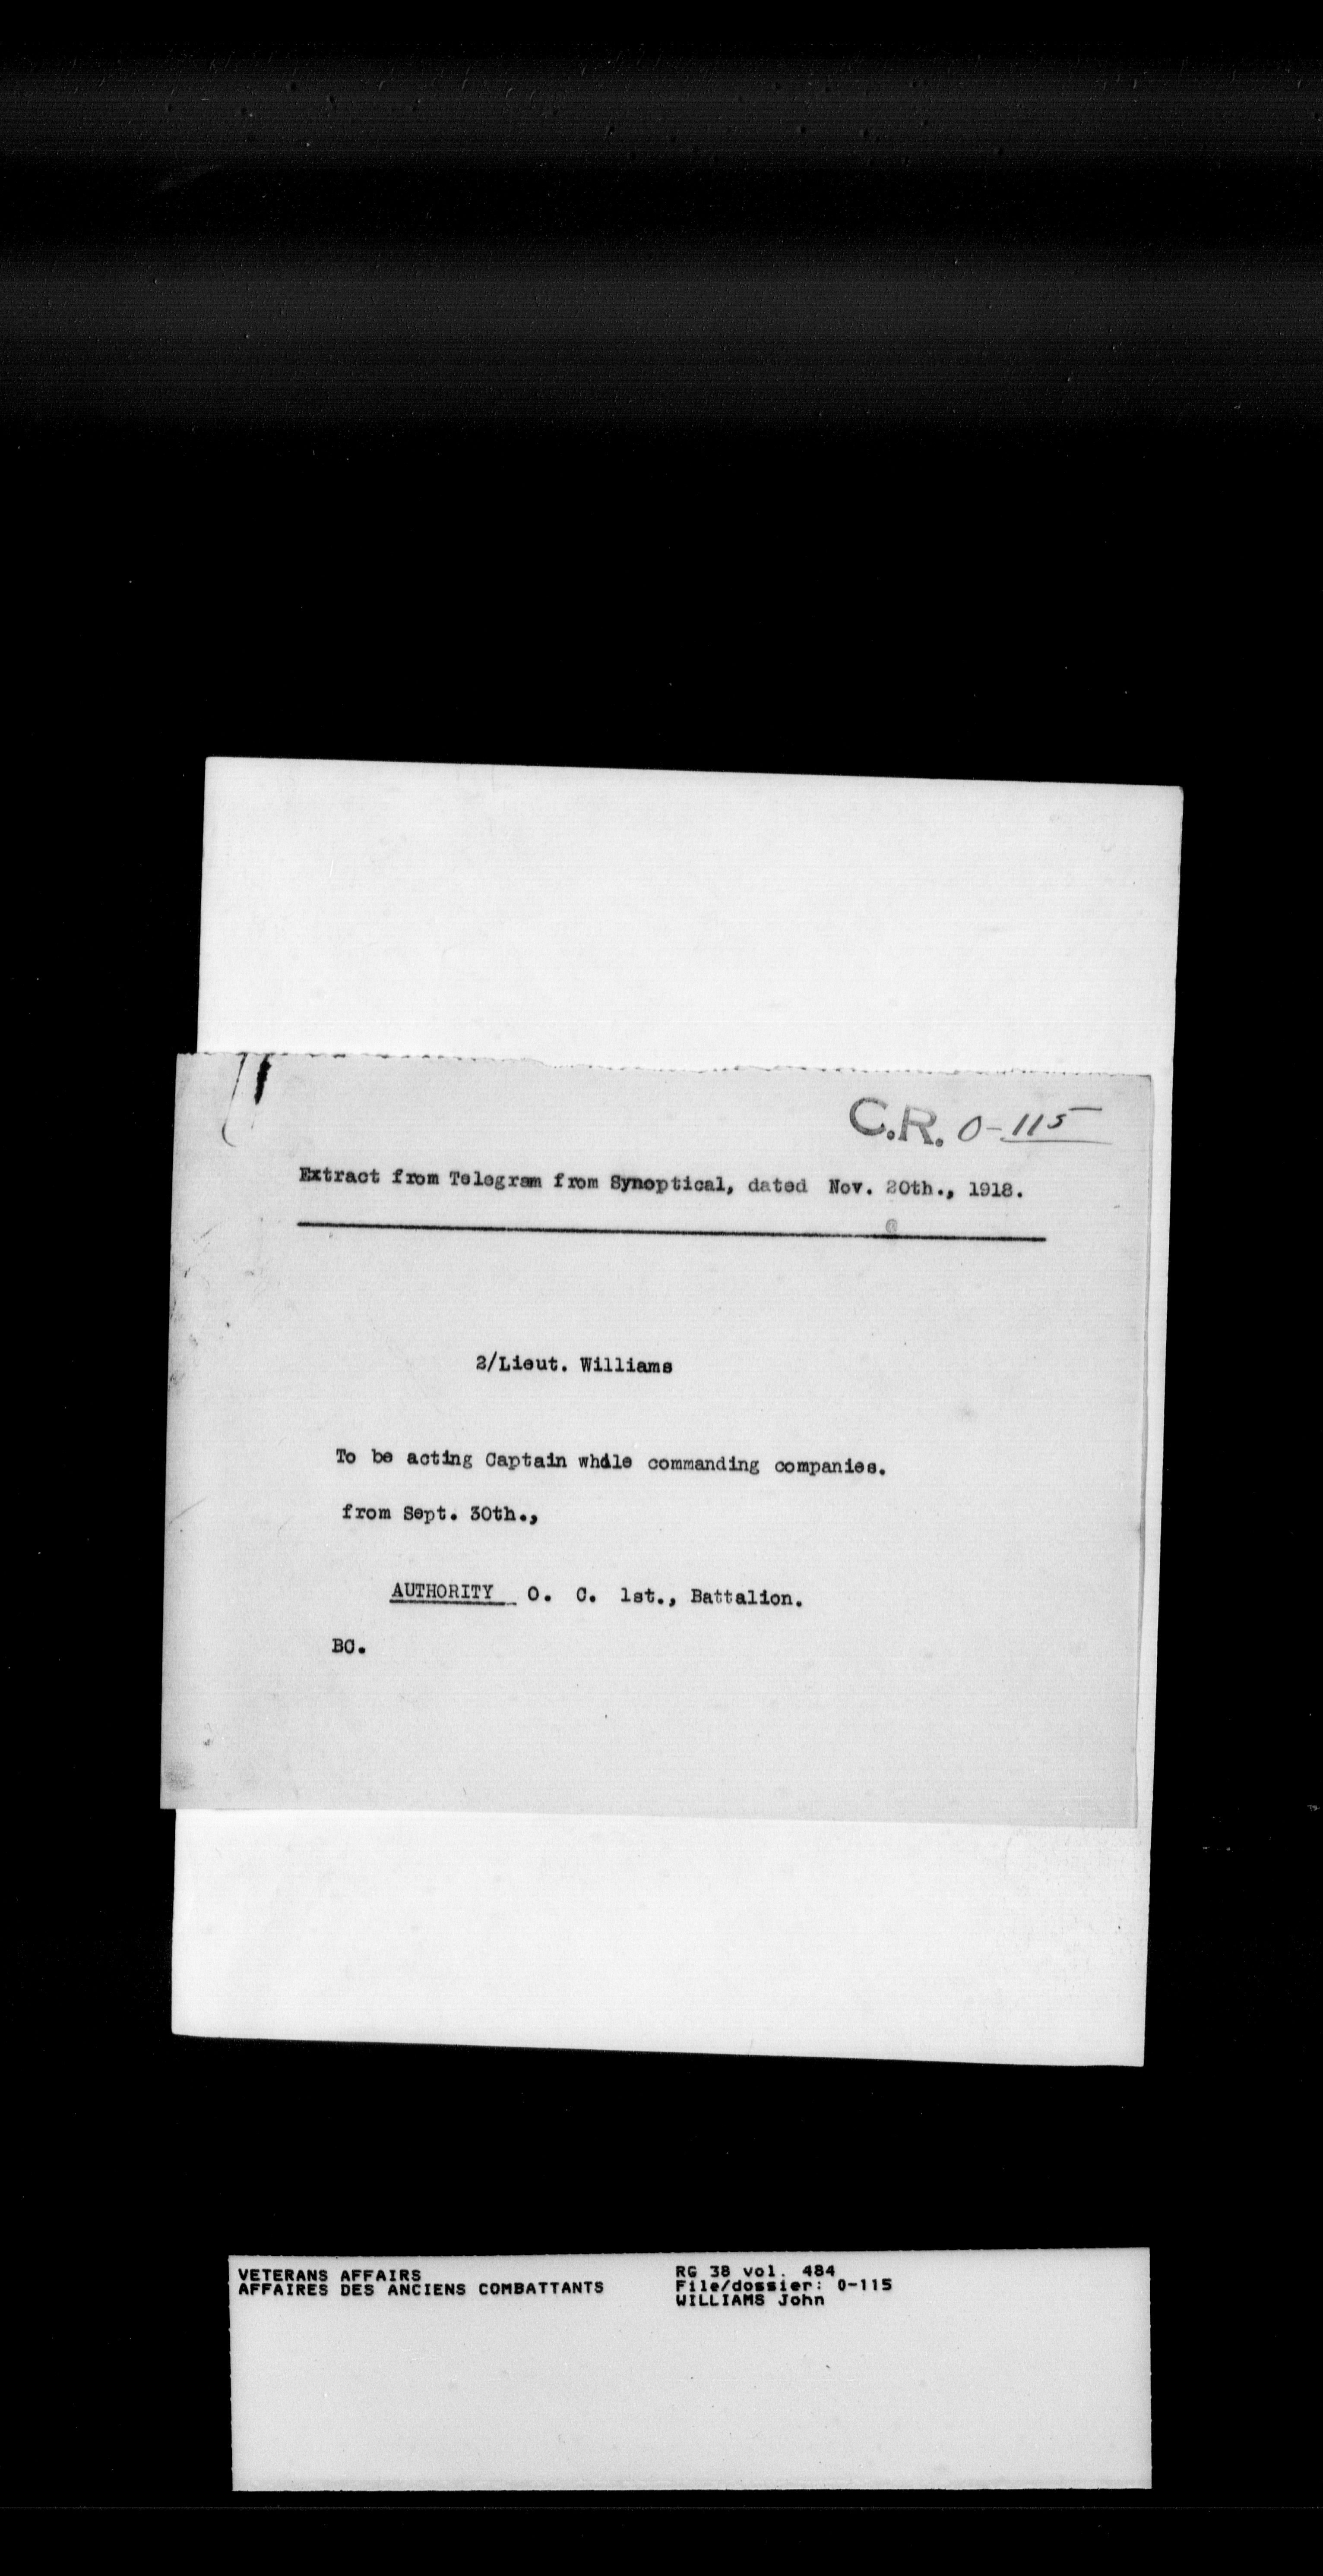 C.R. 0-115
Extract from Telegram from Synoptical, dated Nov. 20th., 1918.
@
2/Lieut. Williams
To be acting Captain while commanding companies.
from Sept. 30th.,
AUTHORITY O. C. 1st., Battalion.
BC.
VETERANS AFFAIRS
AFFAIRES DES ANCIENS COMBATTANTS
RG 38 vol. 484
File/dossier: 0-115
WILLIAMS John